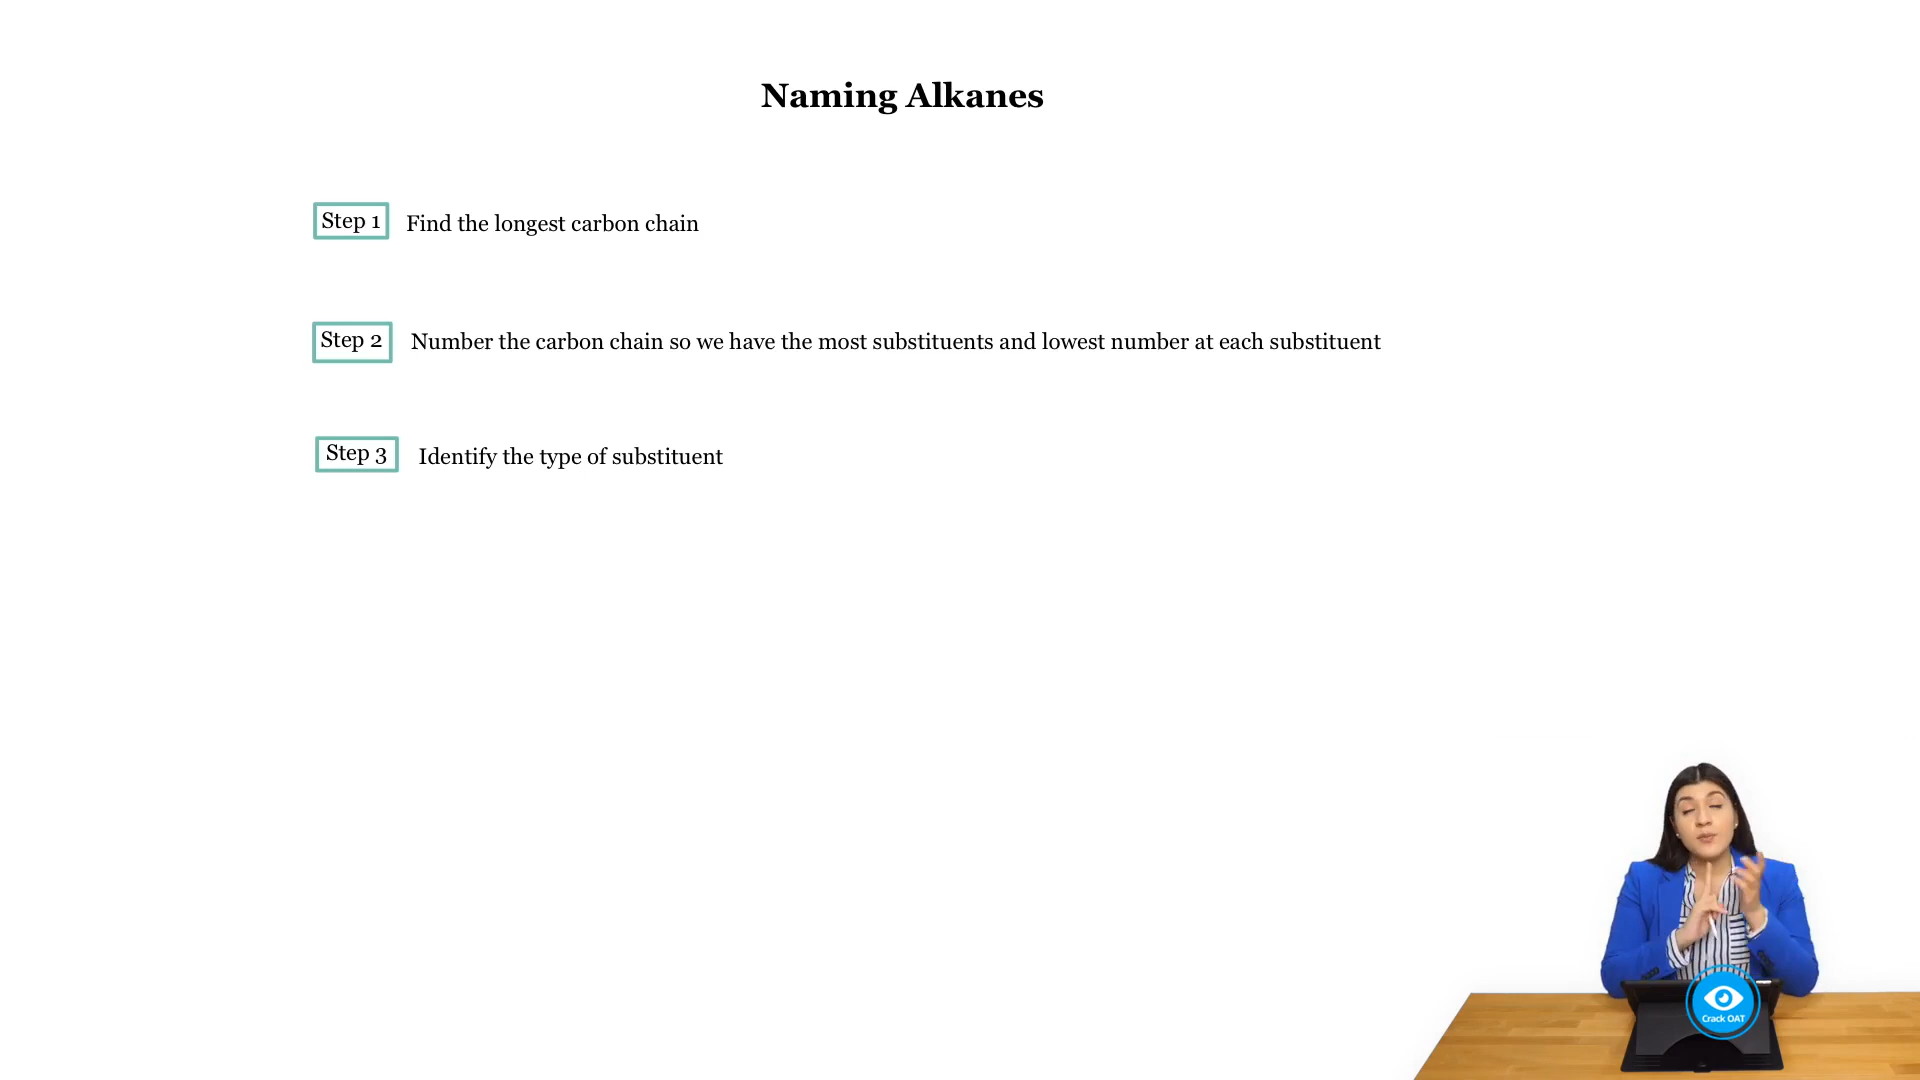 Naming Alkanes
Step 1 Find the longest carbon chain
Step 2 Number the carbon chain so we have the most substituents and lowest number at each substituent
Step 3 Identify the type of substituent
Crack OAT